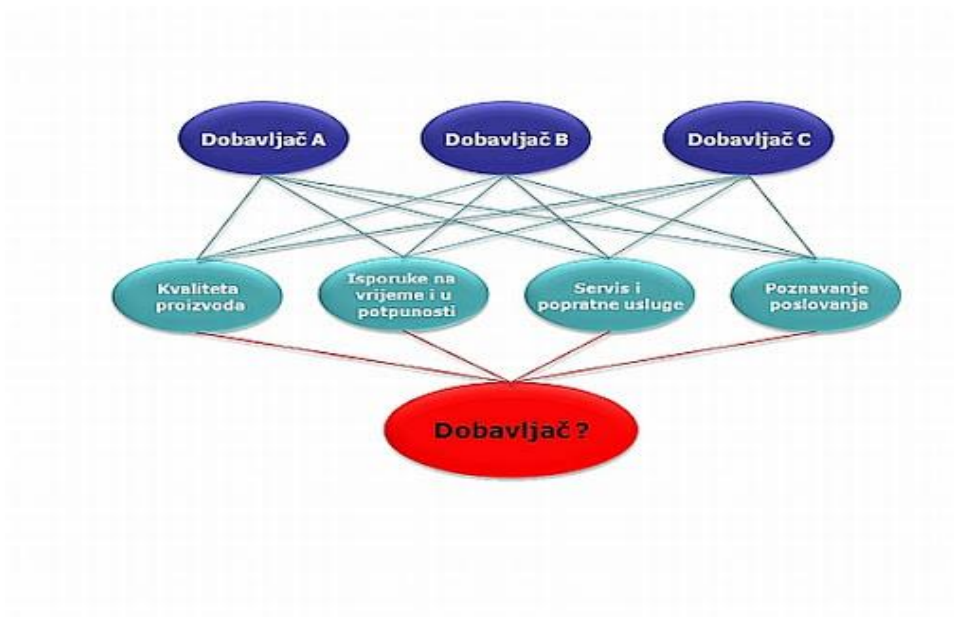 Dobavljač A
Dobavljač B
Dobavljač C
Kvaliteta
proizvoda
Isporuke na
vrijeme i u
potpunosti
Servis i
popratne usluge
Poznavanje
poslovanja
Dobavljač ?